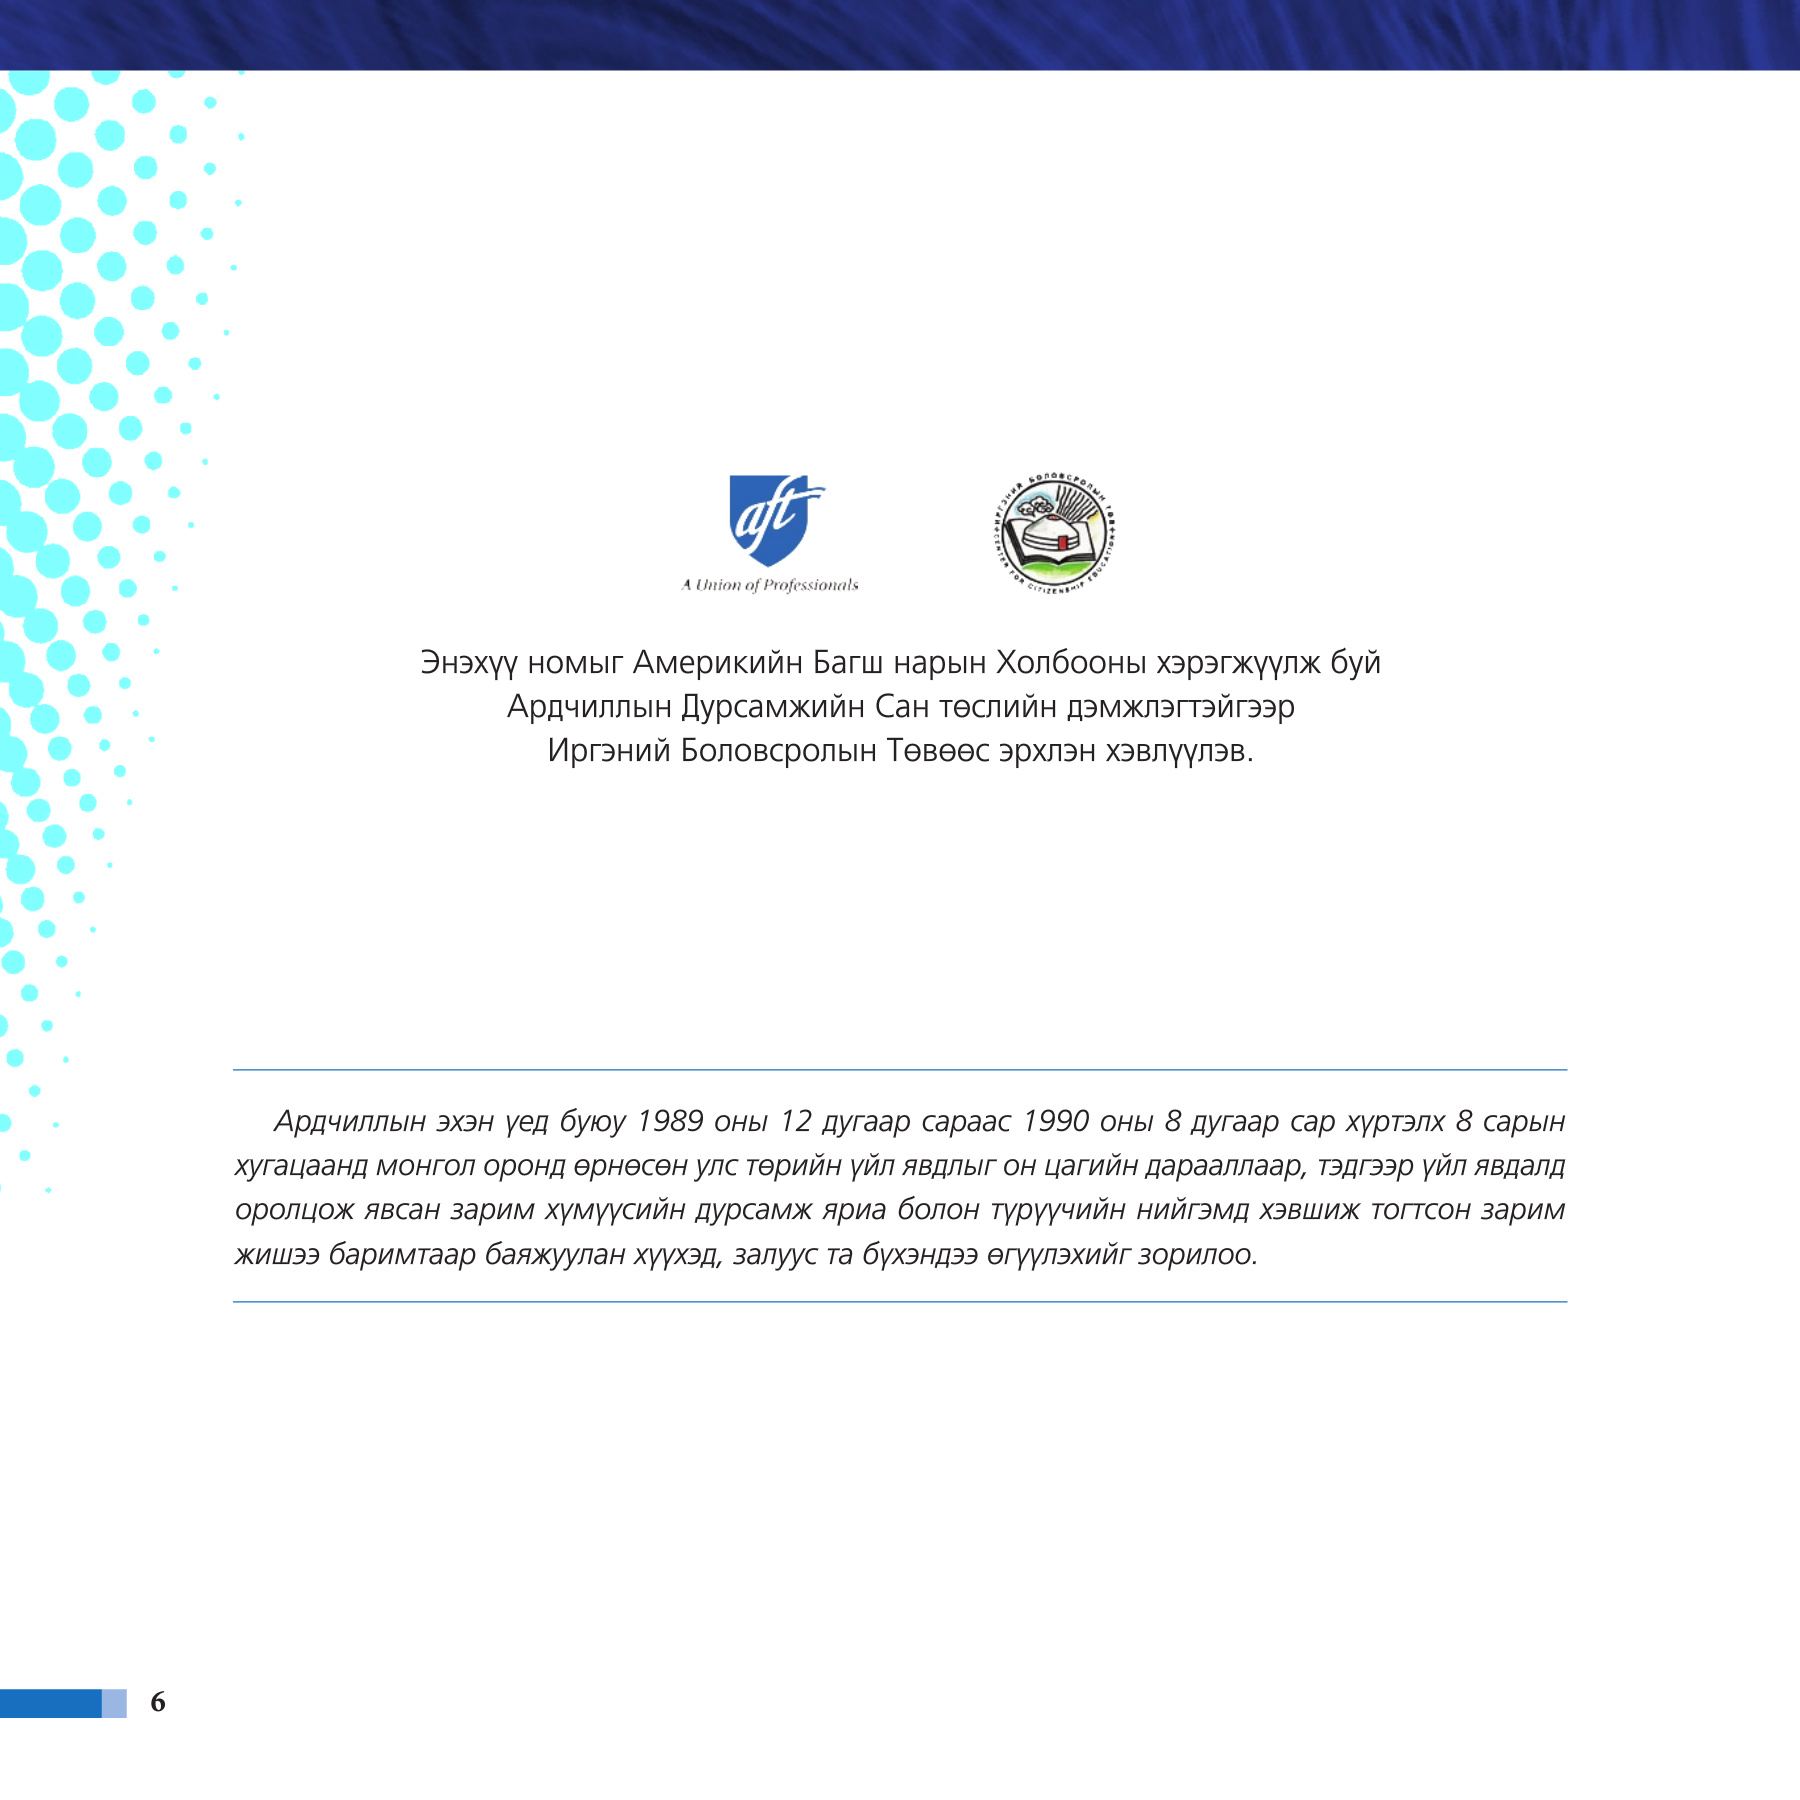 aft
A Union of Professionals
ИРГЭНИЙ БОЛОВСРОЛЫН ТӨВ
CENTER FOR CITIZENSHIP EDUCATION
Энэхүү номыг Америкийн Багш нарын Холбооны хэрэгжүүлж буй
Ардчиллын Дурсамжийн Сан төслийн дэмжлэгтэйгээр
Иргэний Боловсролын Төвөөс эрхлэн хэвлүүлэв.
Ардчиллын эхэн үед буюу 1989 оны 12 дугаар сараас 1990 оны 8 дугаар сар хүртэлх 8 сарын
хугацаанд монгол оронд өрнөсөн улс төрийн үйл явдлыг он цагийн дарааллаар, тэдгээр үйл явдалд
оролцож явсан зарим хүмүүсийн дурсамж яриа болон түрүүчийн нийгэмд хэвшиж тогтсон зарим
жишээ баримтаар баяжуулан хүүхэд, залуус та бүхэндээ өгүүлэхийг зорилоо.
6